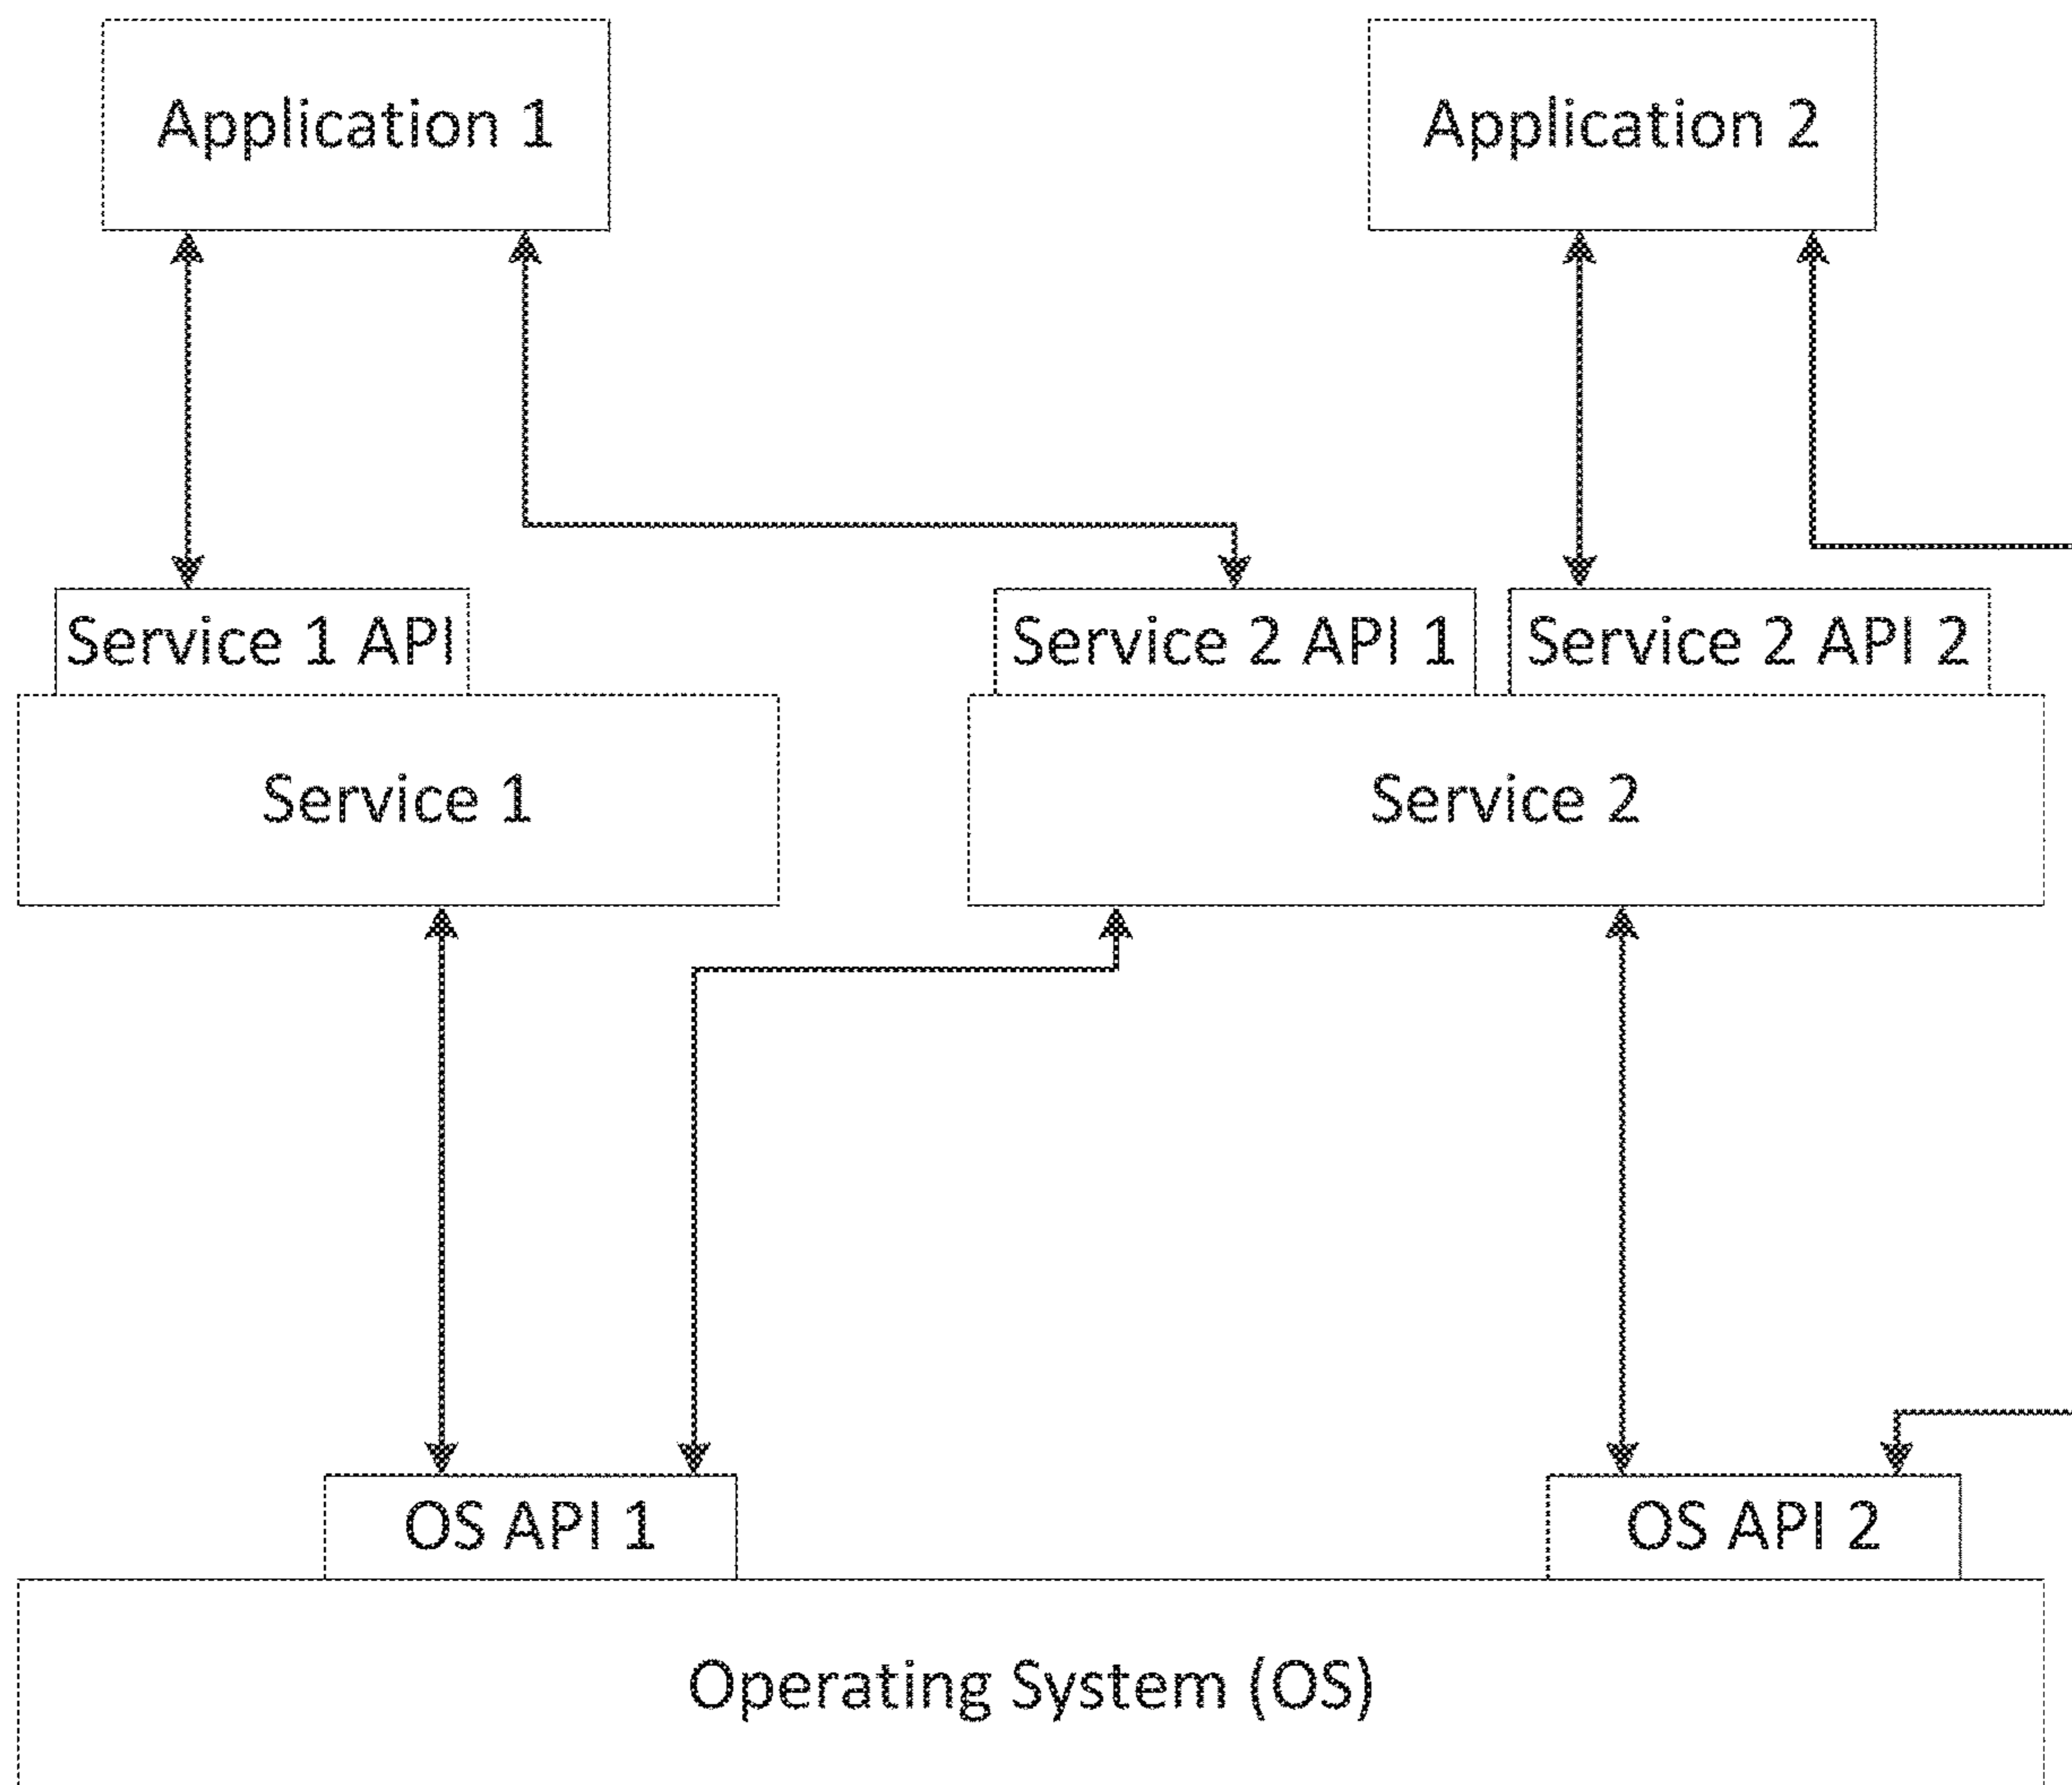 Application 1
Application 2
Service 1 API
Service 2 API 1
Service 2 API 2
Service 1
Service 2
OS API 1
OS API 2
Operating System (OS)